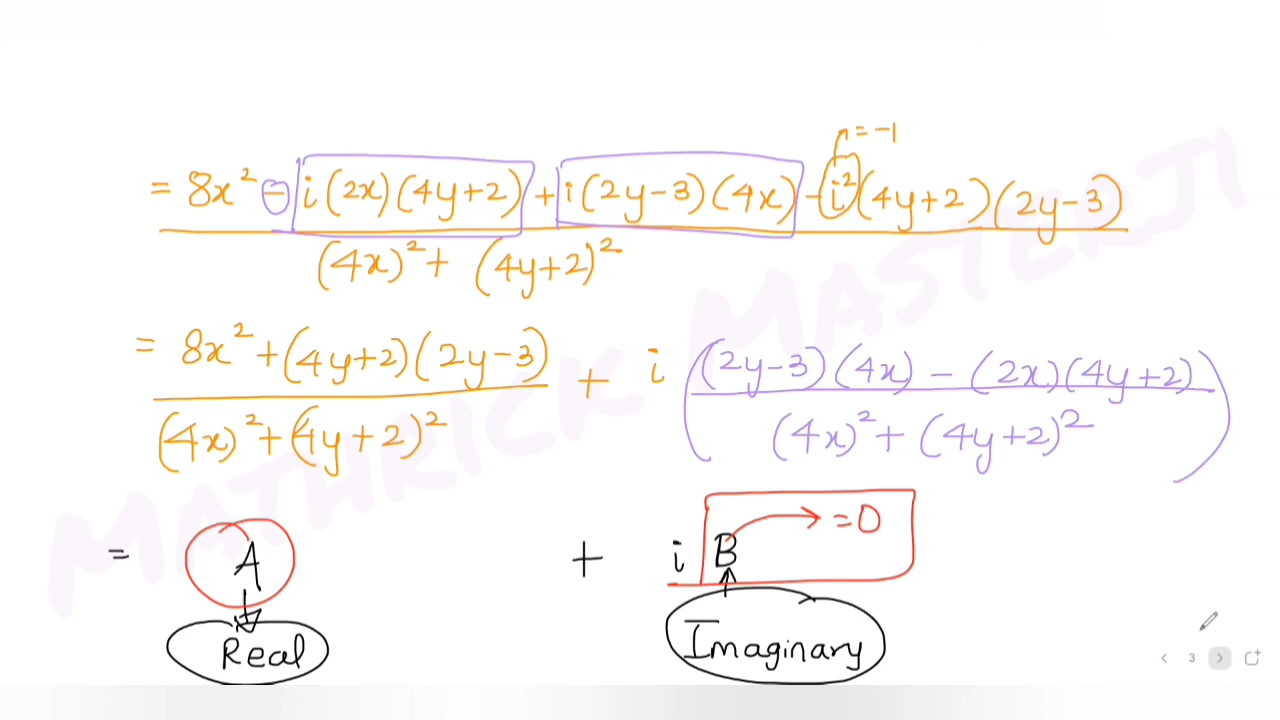 = -1
= 8x² - i(2x)(4y+2) + i(2y-3)(4x) - i²(4y+2)(2y-3)
(4x)² + (4y+2)²
= 8x² + (4y+2)(2y-3) + i ((2y-3)(4x) - (2x)(4y+2))
(4x)² + (4y+2)² (4x)² + (4y+2)²
= A + i B = 0
Real Imaginary
MATHRICK MASTERJI
3